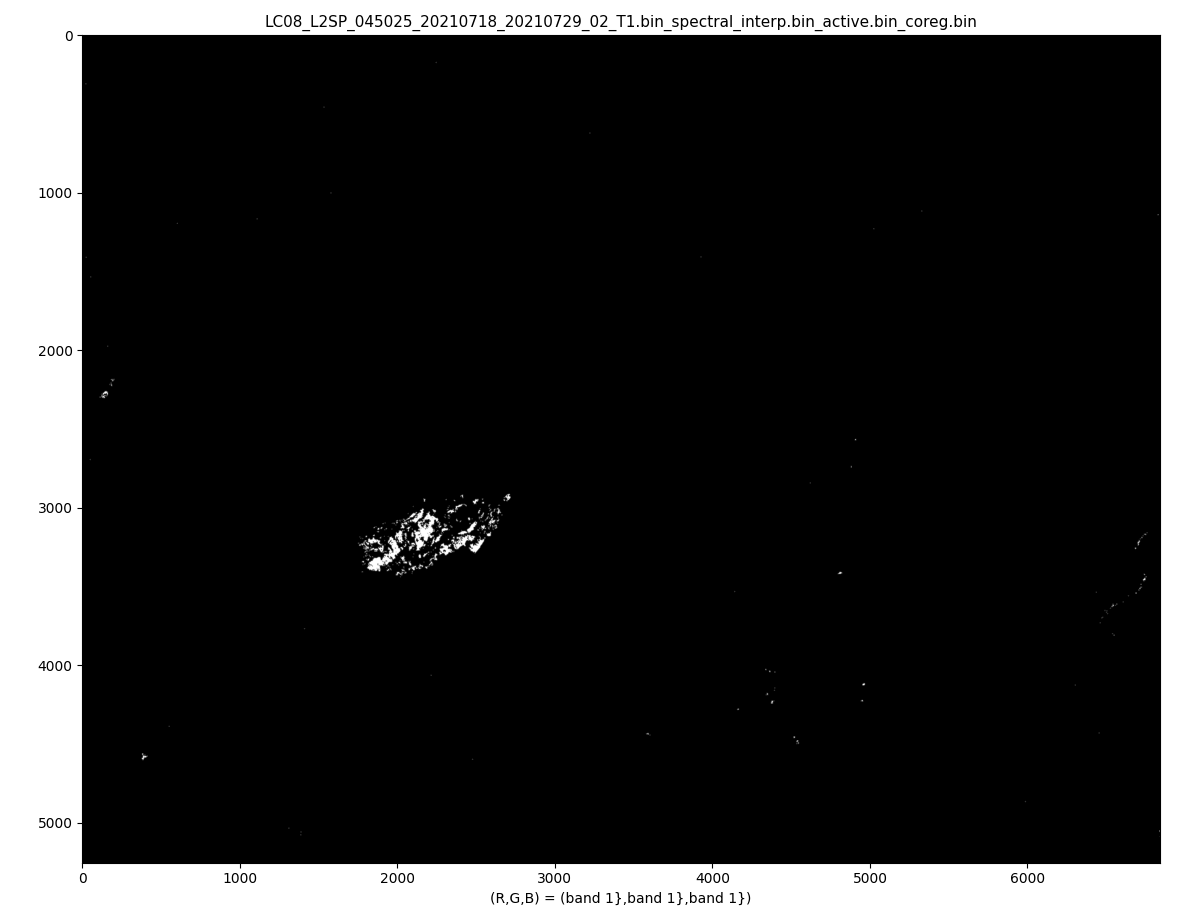 LC08_L2SP_045025_20210718_20210729_02_T1.bin_spectral_interp.bin_active.bin_coreg.bin
0
1000
2000
3000
4000
5000
0 1000 2000 3000 4000 5000 6000
(R,G,B) = (band 1},band 1},band 1})